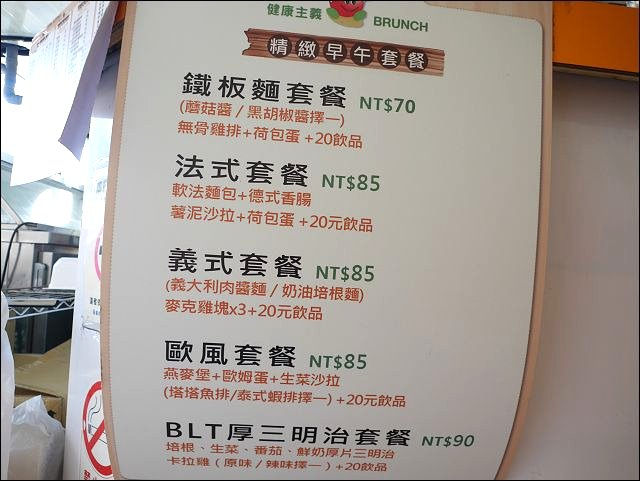 健康主義 BRUNCH
精緻早午套餐
鐵板麵套餐 NT$70
(蘑菇醬/黑胡椒醬擇一)
無骨雞排+荷包蛋+20飲品
法式套餐 NT$85
軟法麵包+德式香腸
薯泥沙拉+荷包蛋+20元飲品
義式套餐 NT$85
(義大利肉醬麵/奶油培根麵)
麥克雞塊x3+20元飲品
歐風套餐 NT$85
燕麥堡+歐姆蛋+生菜沙拉
(塔塔魚排/泰式蝦排擇一)+20元飲品
BLT厚三明治套餐 NT$90
培根、生菜、番茄、鮮奶厚片三明治
卡拉雞(原味/辣味擇一)+20飲品